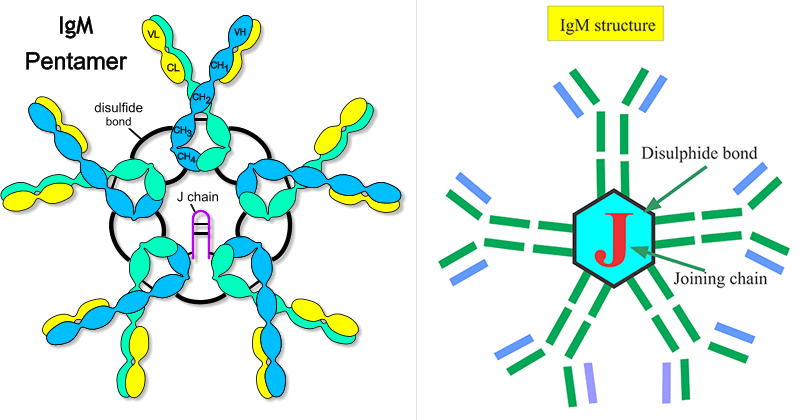 IgM
Pentamer
VL
VH
CL
CH1
CH2
disulfide
bond
CH3
CH4
J chain
IgM structure
Disulphide bond
J
Joining chain